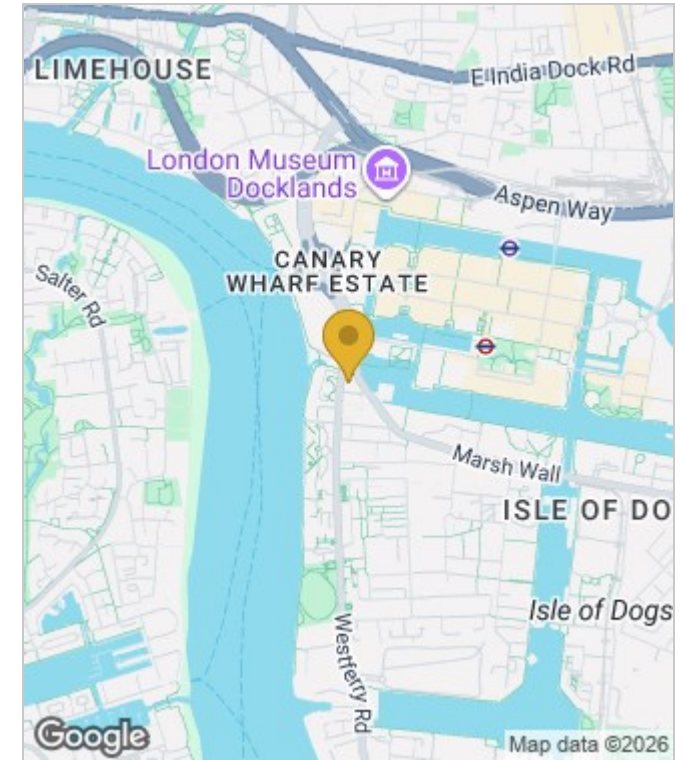 LIMEHOUSE
E India Dock Rd
London Museum
Docklands
Aspen Way
CANARY
WHARF ESTATE
Salter Rd
Marsh Wall
ISLE OF DO
Isle of Dogs
Westferry Rd
Google
Map data ©2026